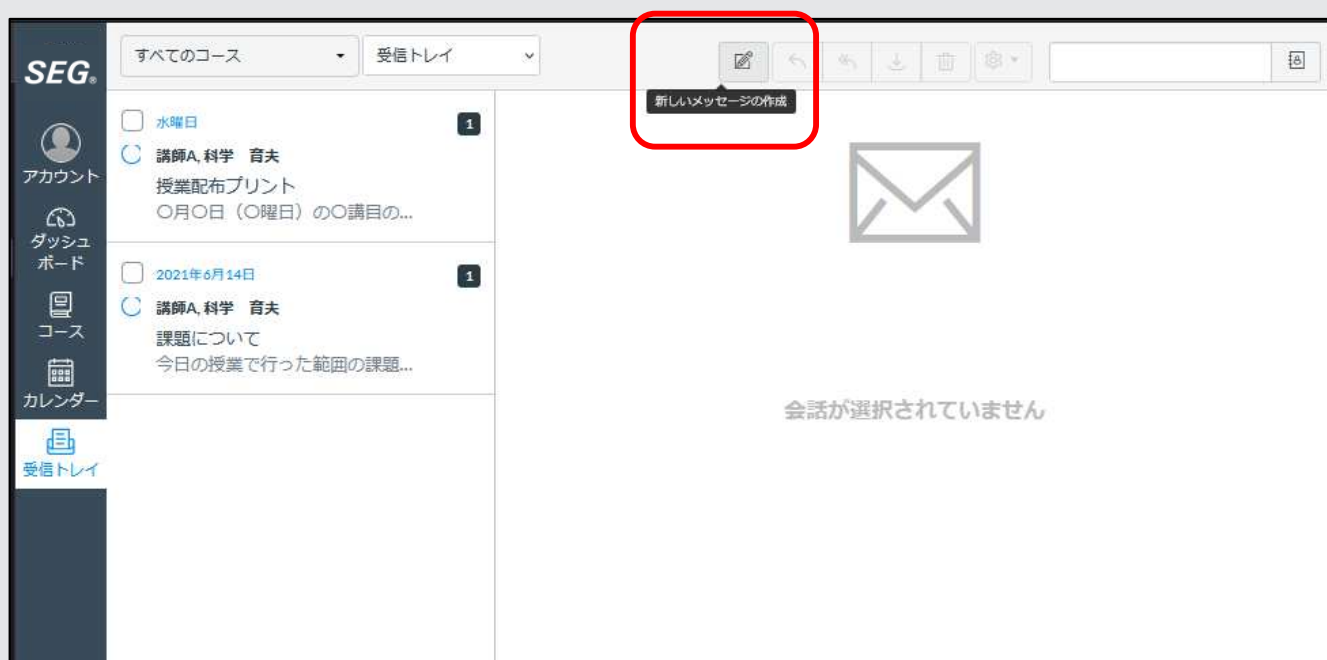 SEG®
アカウント
ダッシュ
ボード
コース
カレンダー
受信トレイ
すべてのコース
受信トレイ
新しいメッセージの作成
水曜日
1
講師A, 科学　育夫
授業配布プリント
〇月〇日（〇曜日）の〇講目の...
2021年6月14日
1
講師A, 科学　育夫
課題について
今日の授業で行った範囲の課題...
会話が選択されていません